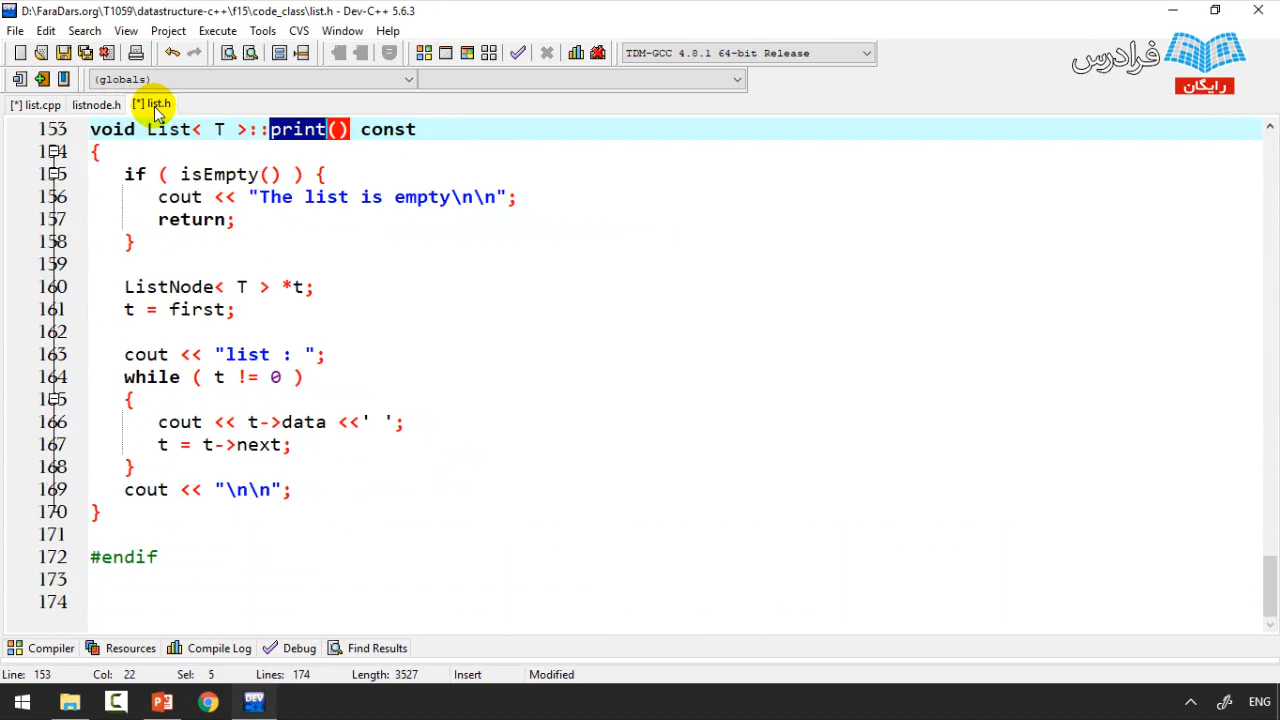 D:\FaraDars.org\T1059\datastructure-c++\f15\code_class\list.h - Dev-C++ 5.6.3
File Edit Search View Project Execute Tools CVS Window Help
TDM-GCC 4.8.1 64-bit Release
(globals)
فرادرس
رایگان
[*] list.cpp listnode.h [*] list.h
153 void List< T >::print() const
154 {
155 if ( isEmpty() ) {
156 cout << "The list is empty\n\n";
157 return;
158 }
159
160 ListNode< T > *t;
161 t = first;
162
163 cout << "list : ";
164 while ( t != 0 )
165 {
166 cout << t->data <<' ';
167 t = t->next;
168 }
169 cout << "\n\n";
170 }
171
172 #endif
173
174
Compiler Resources Compile Log Debug Find Results
Line: 153 Col: 22 Sel: 5 Lines: 174 Length: 3527 Insert Modified
DEV
ENG